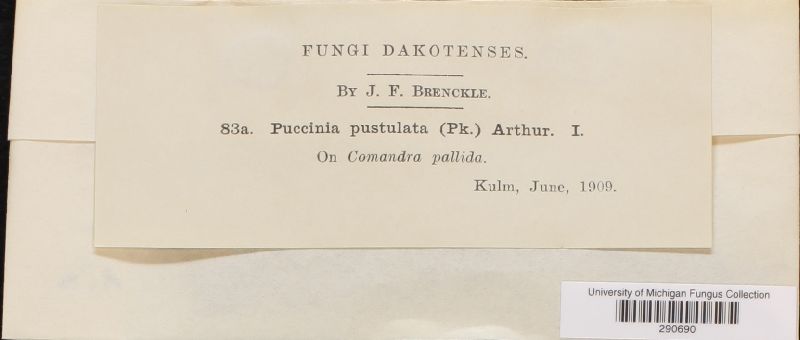 FUNGI DAKOTENSES.
BY J. F. BRENCKLE.
83a. Puccinia pustulata (Pk.) Arthur. I.
On Comandra pallida.
Kulm, June, 1909.
University of Michigan Fungus Collection
290690